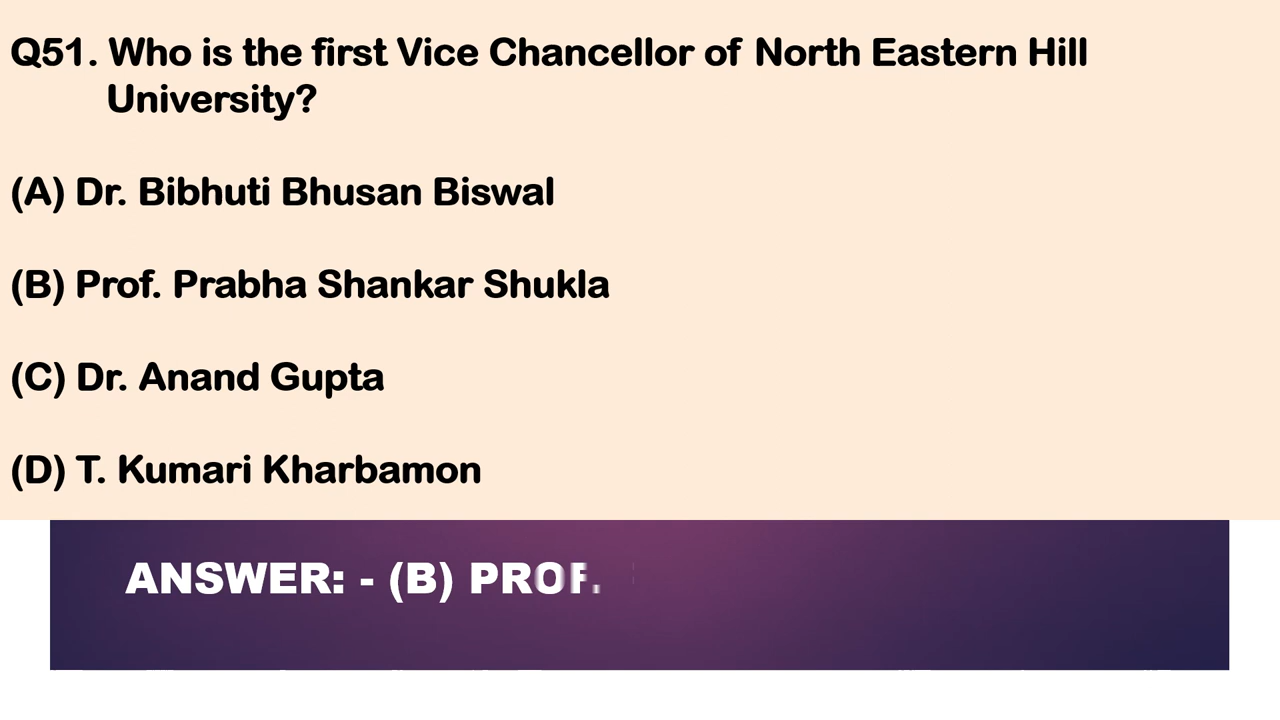 Q51. Who is the first Vice Chancellor of North Eastern Hill
University?
(A) Dr. Bibhuti Bhusan Biswal
(B) Prof. Prabha Shankar Shukla
(C) Dr. Anand Gupta
(D) T. Kumari Kharbamon
ANSWER: - (B) PROF.